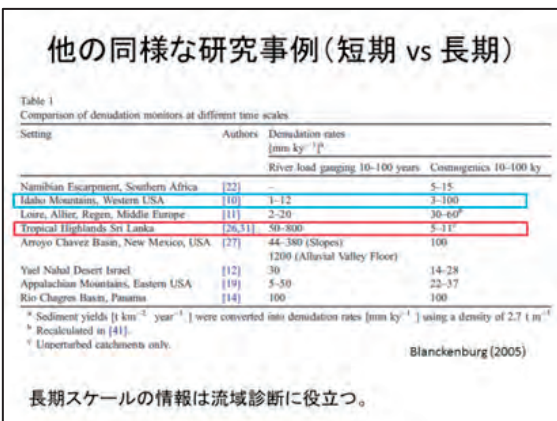 他の同様な研究事例（短期 vs 長期）
Table 1
Comparison of denudation monitors at different time scales
Setting Authors Denudation rates
[mm ky⁻¹]ᵃ
River load gauging 10–100 years Cosmogenics 10–100 ky
Namibian Escarpment, Southern Africa [22] – 5–15
Idaho Mountains, Western USA [10] 1–12 3–100
Loire, Allier, Regen, Middle Europe [11] 2–20 30–60ᵇ
Tropical Highlands Sri Lanka [26,31] 50–800 5–11ᶜ
Arroyo Chavez Basin, New Mexico, USA [27] 44–380 (Slopes) 100
1200 (Alluvial Valley Floor)
Yael Nahal Desert Israel [12] 30 14–28
Appalachian Mountains, Eastern USA [19] 5–50 22–37
Rio Chagres Basin, Panama [14] 100 100
ᵃ Sediment yields [t km⁻² year⁻¹] were converted into denudation rates [mm ky⁻¹] using a density of 2.7 t m⁻³
ᵇ Recalculated in [41].
ᶜ Unperturbed catchments only.
Blanckenburg (2005)
長期スケールの情報は流域診断に役立つ。